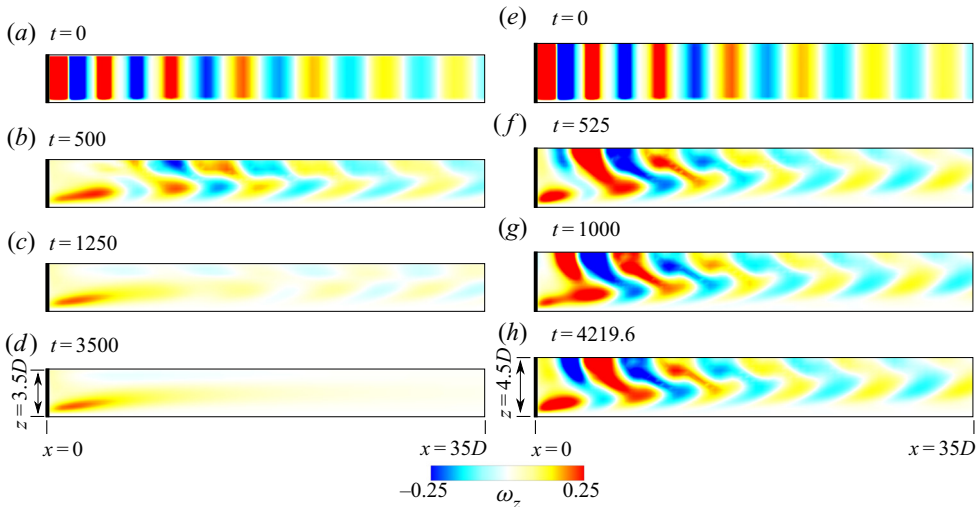 (a) t=0
(b) t=500
(c) t=1250
(d) t=3500
z=3.5D
x=0
x=35D
(e) t=0
(f) t=525
(g) t=1000
(h) t=4219.6
z=4.5D
x=0
x=35D
−0.25 ω_z 0.25